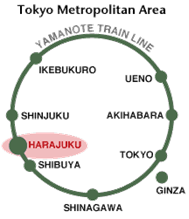 Tokyo Metropolitan Area
YAMANOTE TRAIN LINE
IKEBUKURO
UENO
SHINJUKU
AKIHABARA
HARAJUKU
TOKYO
SHIBUYA
GINZA
SHINAGAWA